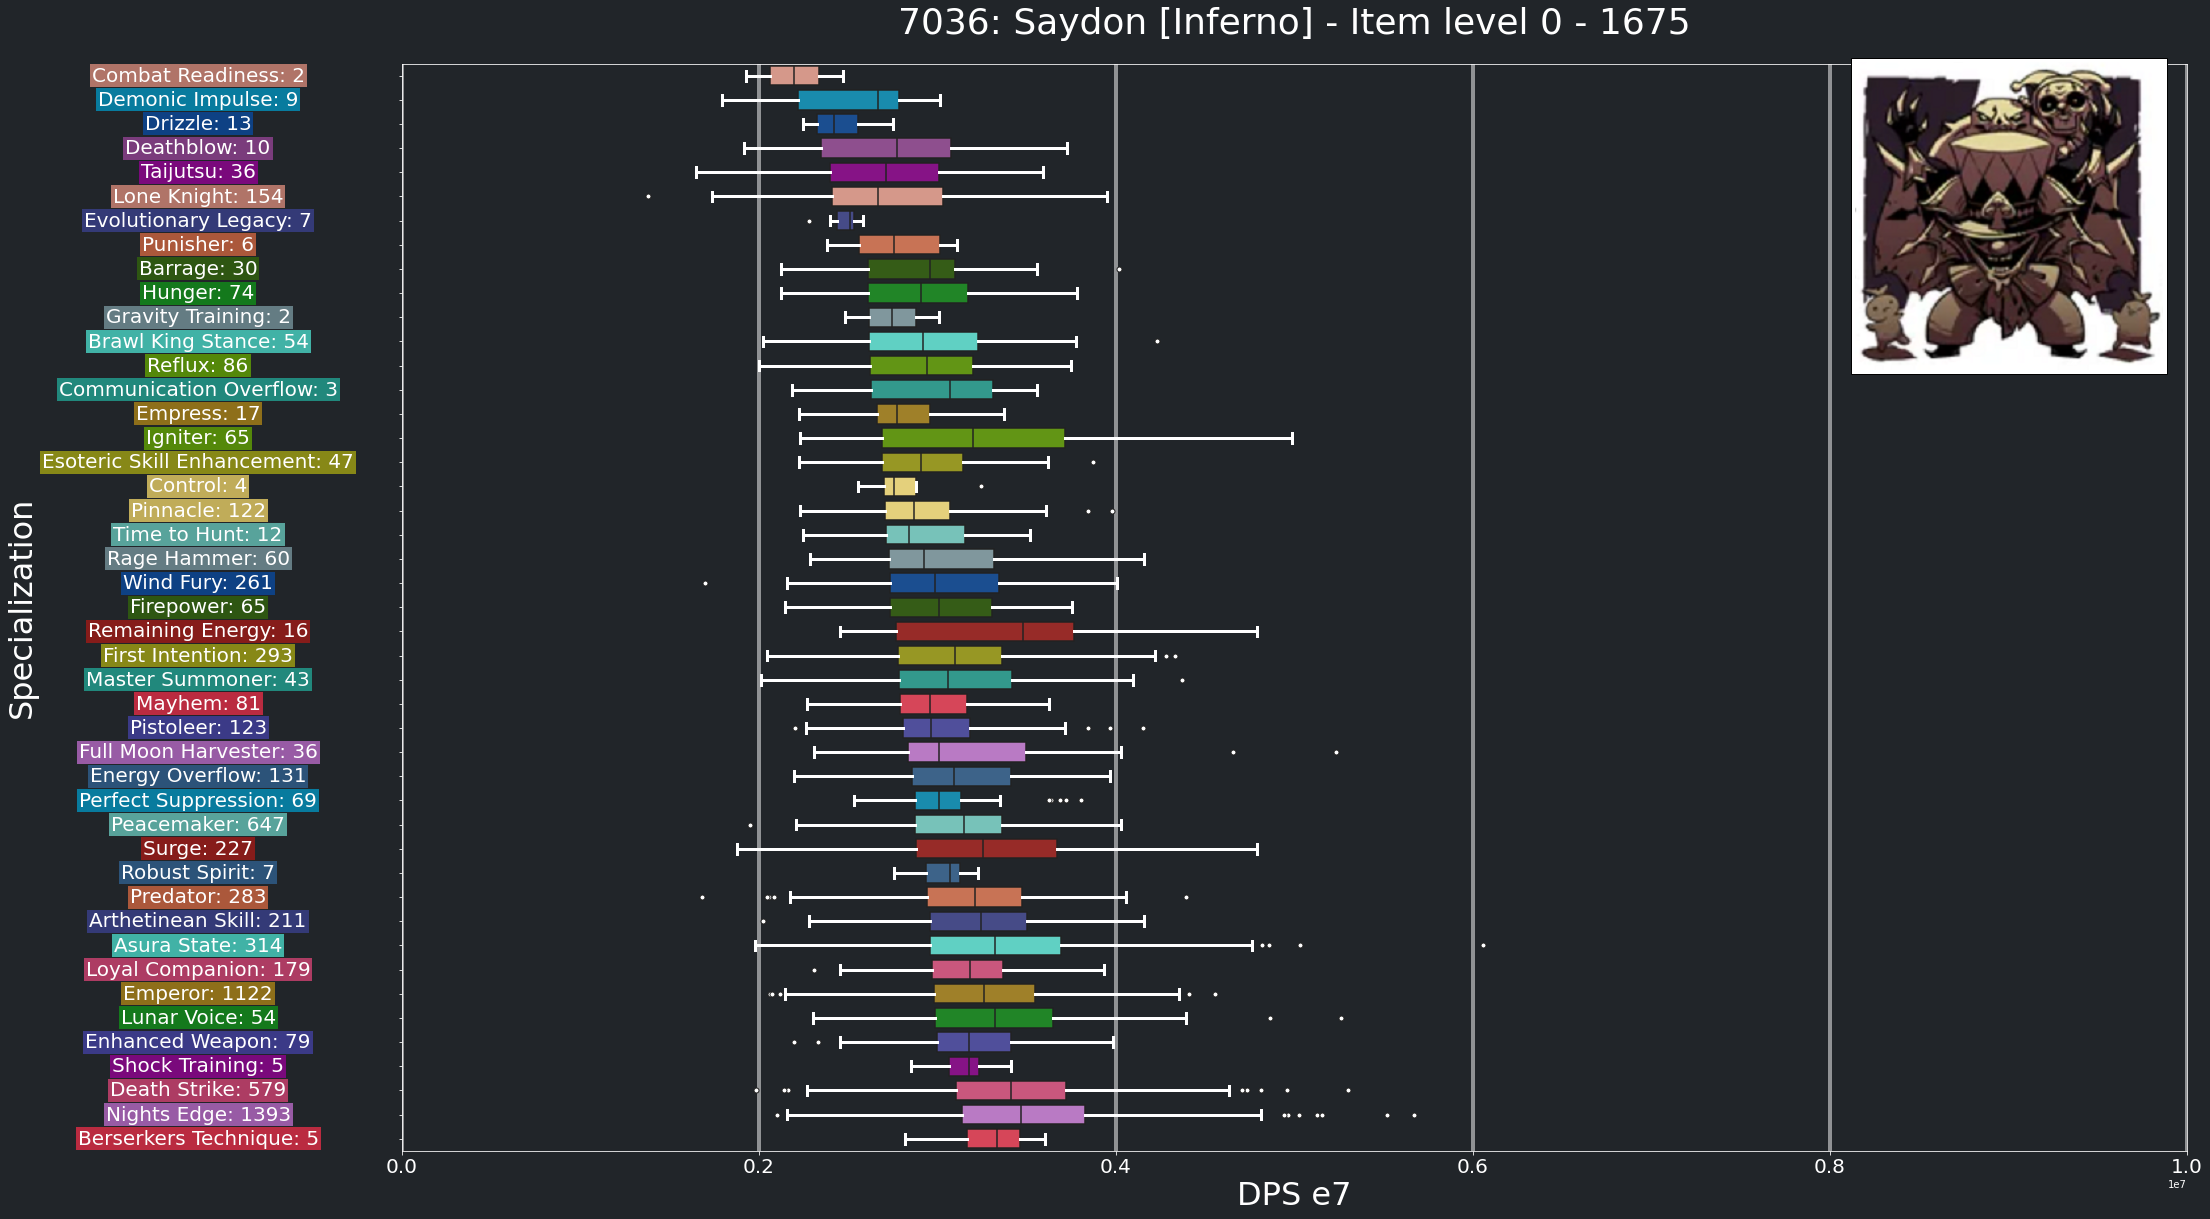 7036: Saydon [Inferno] - Item level 0 - 1675
Specialization
Combat Readiness: 2
Demonic Impulse: 9
Drizzle: 13
Deathblow: 10
Taijutsu: 36
Lone Knight: 154
Evolutionary Legacy: 7
Punisher: 6
Barrage: 30
Hunger: 74
Gravity Training: 2
Brawl King Stance: 54
Reflux: 86
Communication Overflow: 3
Empress: 17
Igniter: 65
Esoteric Skill Enhancement: 47
Control: 4
Pinnacle: 122
Time to Hunt: 12
Rage Hammer: 60
Wind Fury: 261
Firepower: 65
Remaining Energy: 16
First Intention: 293
Master Summoner: 43
Mayhem: 81
Pistoleer: 123
Full Moon Harvester: 36
Energy Overflow: 131
Perfect Suppression: 69
Peacemaker: 647
Surge: 227
Robust Spirit: 7
Predator: 283
Arthetinean Skill: 211
Asura State: 314
Loyal Companion: 179
Emperor: 1122
Lunar Voice: 54
Enhanced Weapon: 79
Shock Training: 5
Death Strike: 579
Nights Edge: 1393
Berserkers Technique: 5
0.0 0.2 0.4 0.6 0.8 1.0
1e7
DPS e7